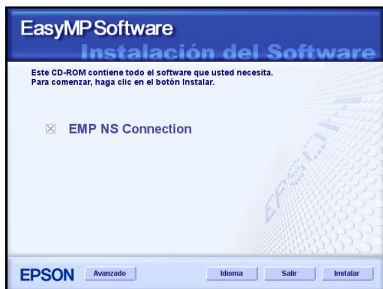 EasyMP Software
Instalación del Software
Este CD-ROM contiene todo el software que usted necesita.
Para comenzar, haga clic en el botón Instalar.
EMP NS Connection
EPSON
EPSON
Avanzado
Idioma
Salir
Instalar